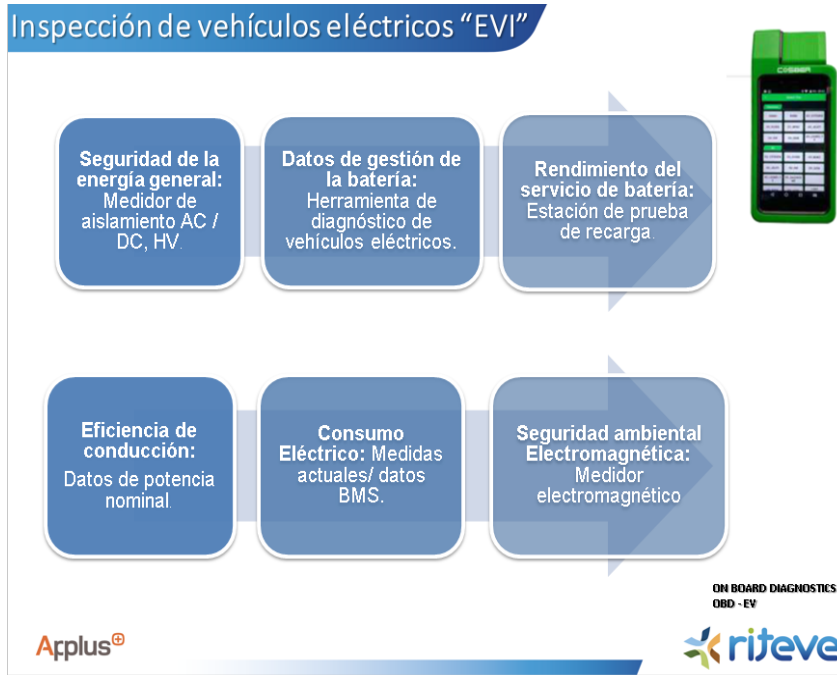 Inspección de vehículos eléctricos “EVI”
COSBER
Seguridad de la
energía general:
Medidor de
aislamiento AC /
DC, HV.
Datos de gestión de
la batería:
Herramienta de
diagnóstico de
vehículos eléctricos.
Rendimiento del
servicio de batería:
Estación de prueba
de recarga.
Eficiencia de
conducción:
Datos de potencia
nominal.
Consumo
Eléctrico: Medidas
actuales/ datos
BMS.
Seguridad ambiental
Electromagnética:
Medidor
electromagnético
ON BOARD DIAGNOSTICS
OBD - EV
Applus+
riteve